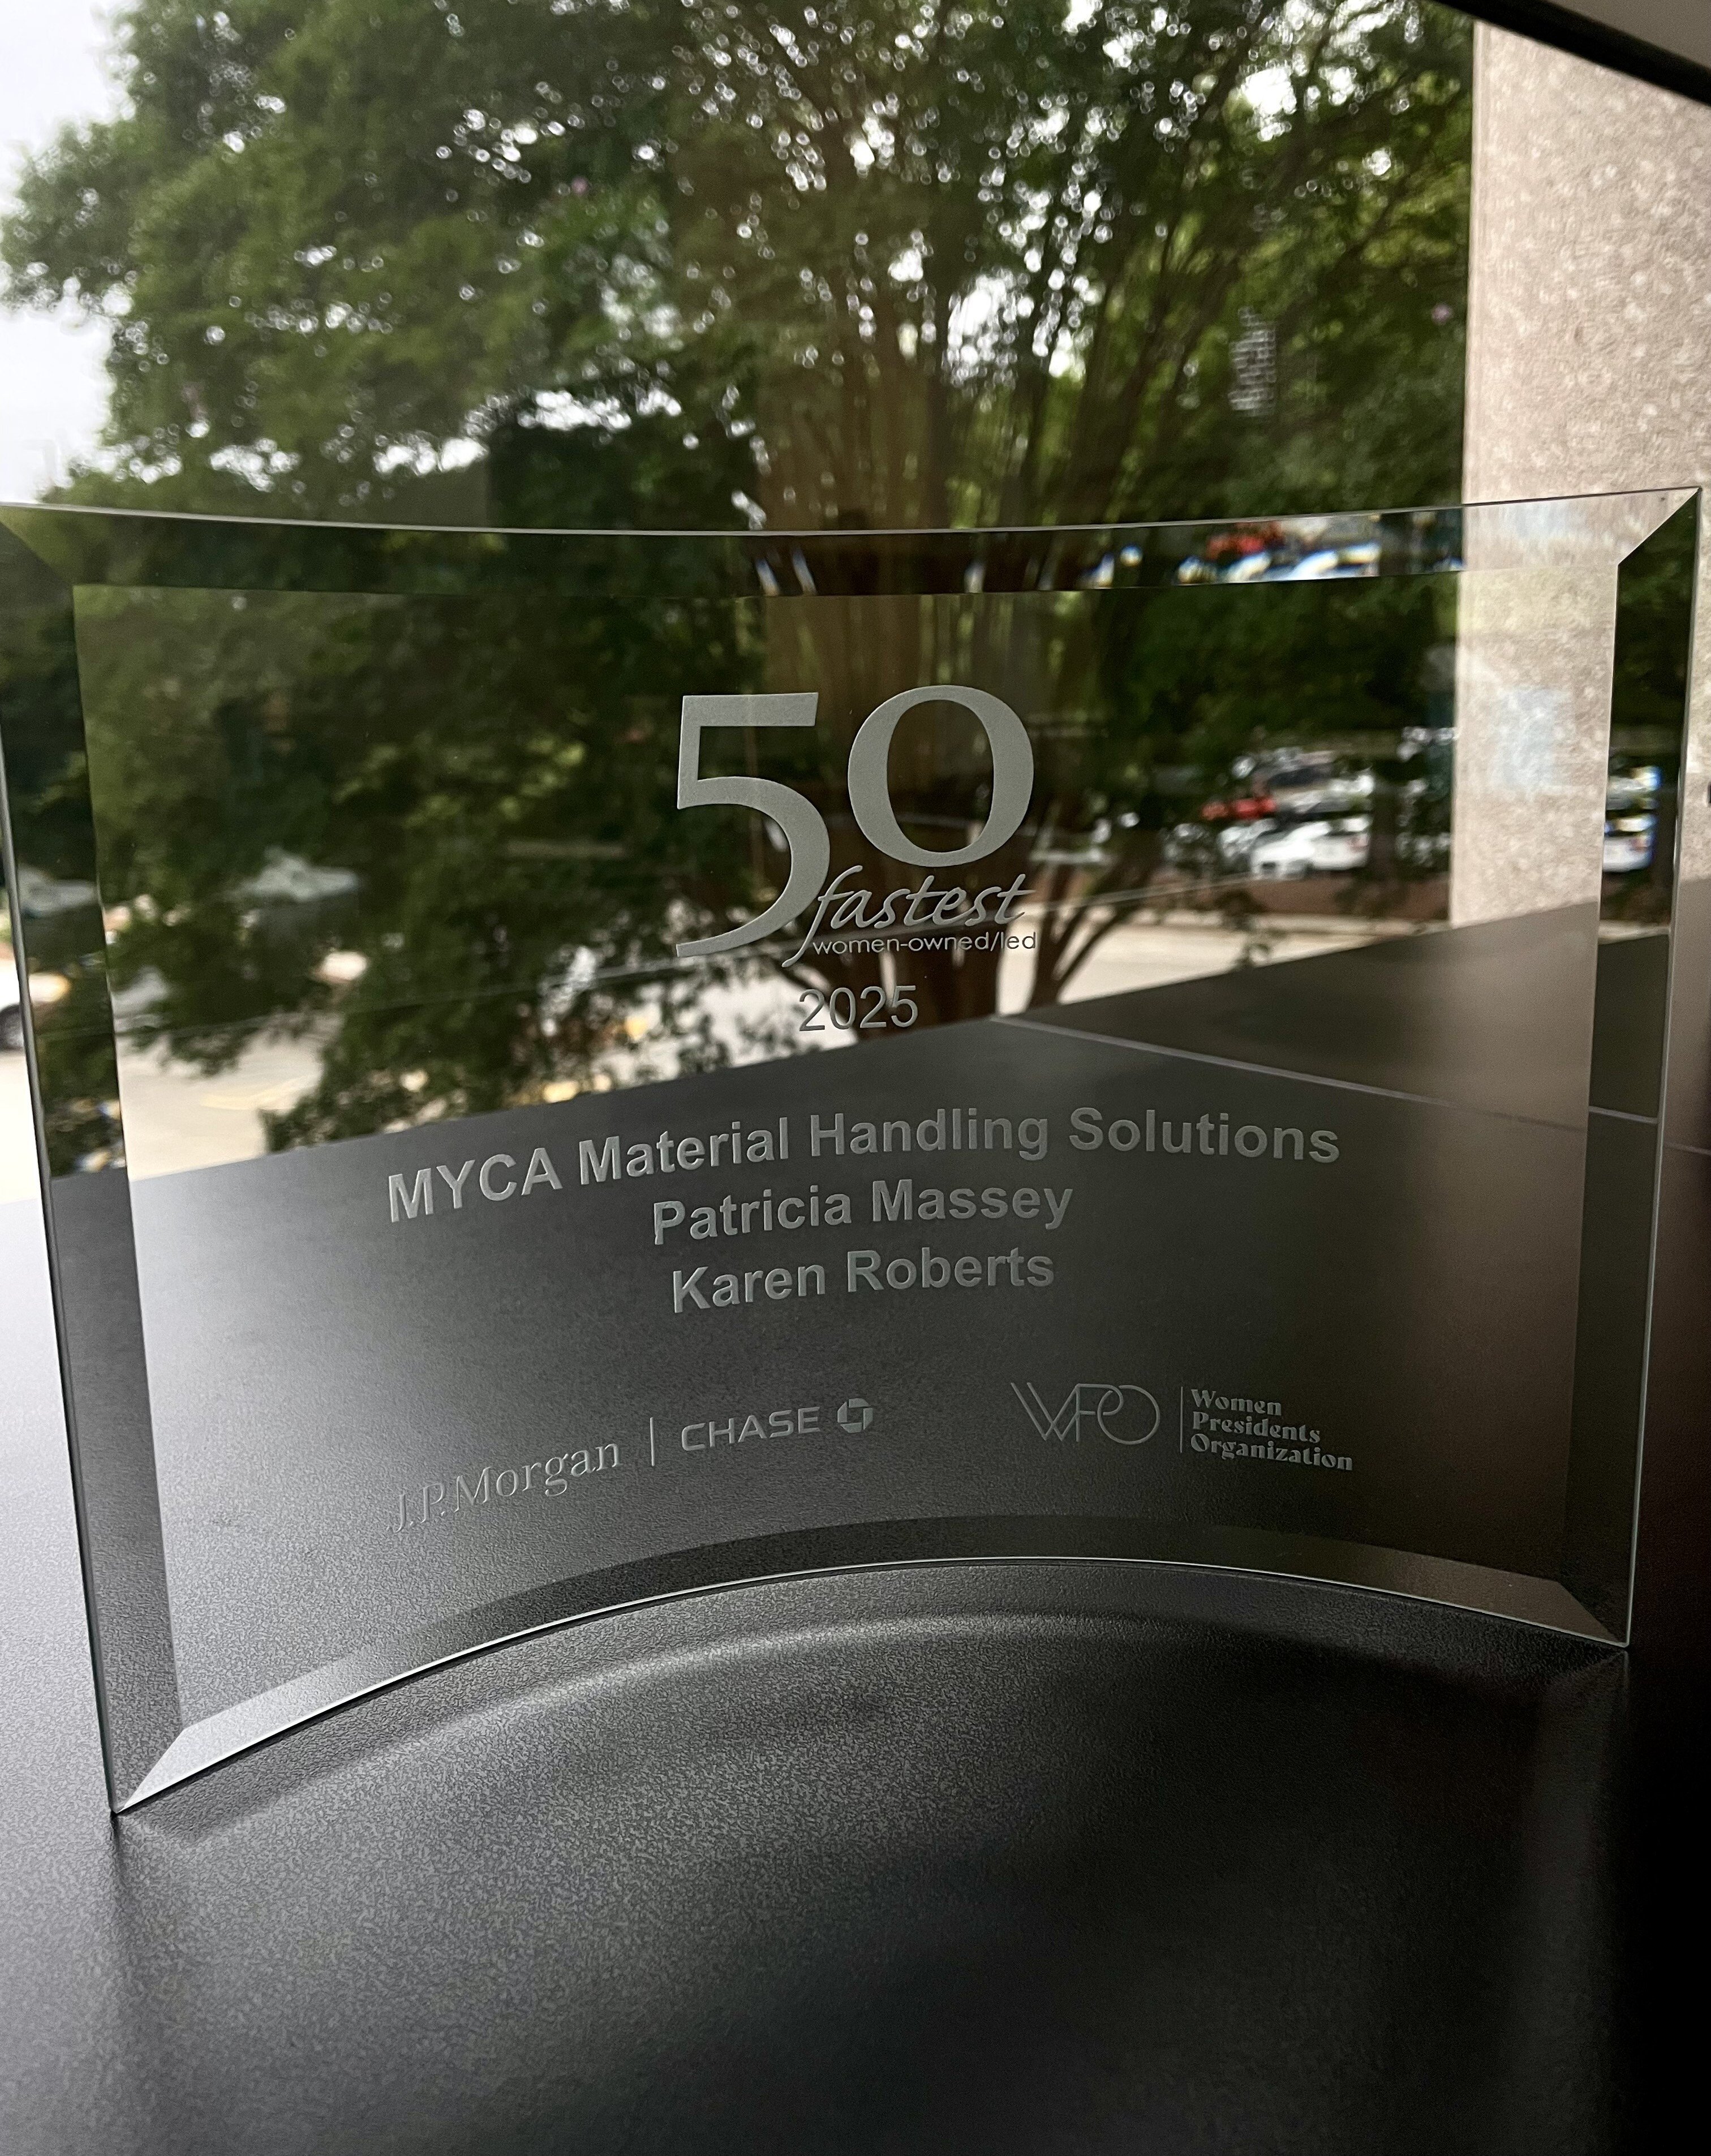 50
fastest
women-owned/led
2025
MYCA Material Handling Solutions
Patricia Massey
Karen Roberts
J.P.Morgan | CHASE
WPO | Women
Presidents
Organization